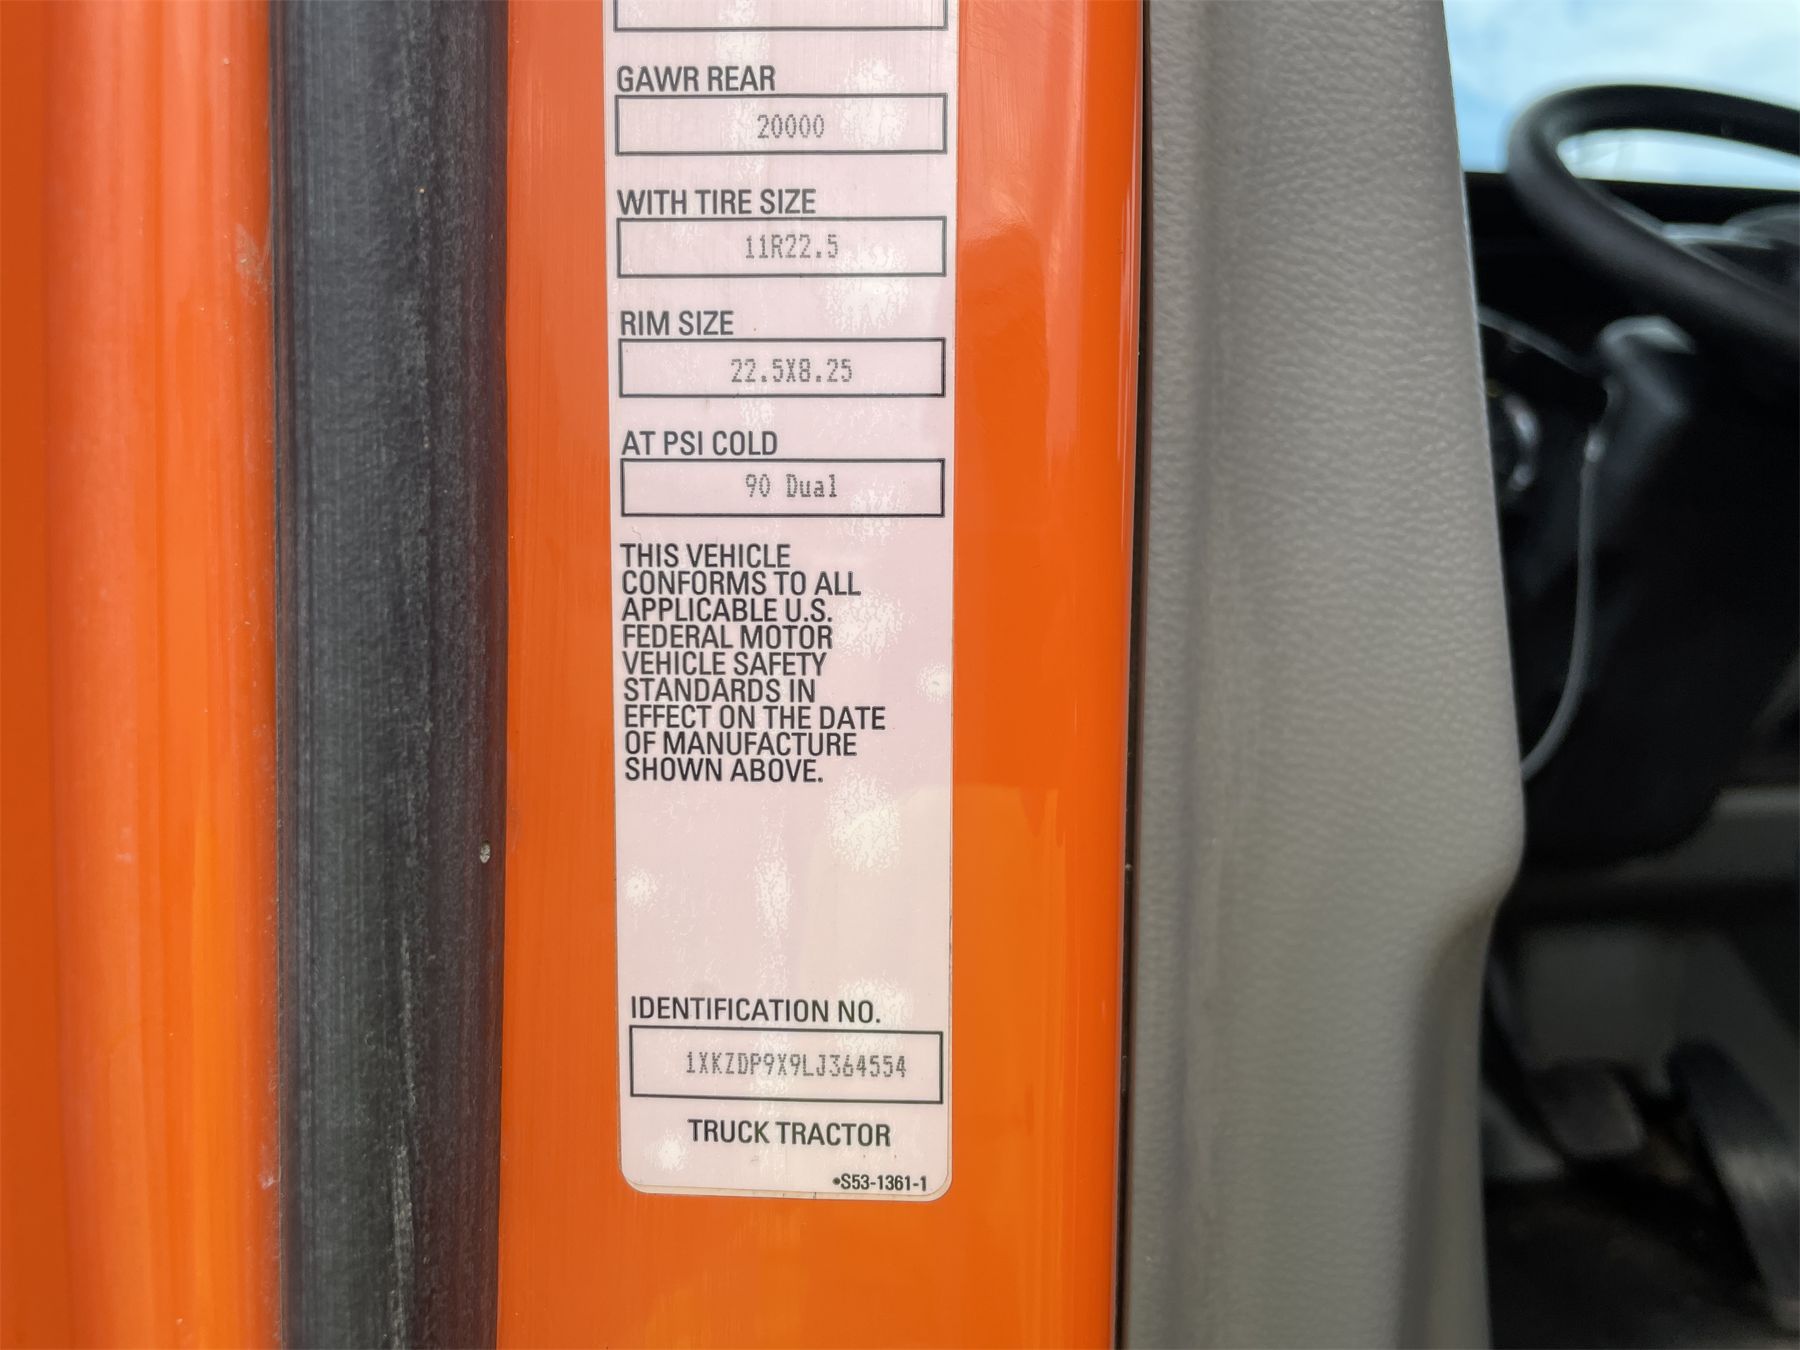 GAWR REAR
20000
WITH TIRE SIZE
11R22.5
RIM SIZE
22.5X8.25
AT PSI COLD
90 Dual
THIS VEHICLE
CONFORMS TO ALL
APPLICABLE U.S.
FEDERAL MOTOR
VEHICLE SAFETY
STANDARDS IN
EFFECT ON THE DATE
OF MANUFACTURE
SHOWN ABOVE.
IDENTIFICATION NO.
1XKZDP9X9LJ364554
TRUCK TRACTOR
•S53-1361-1